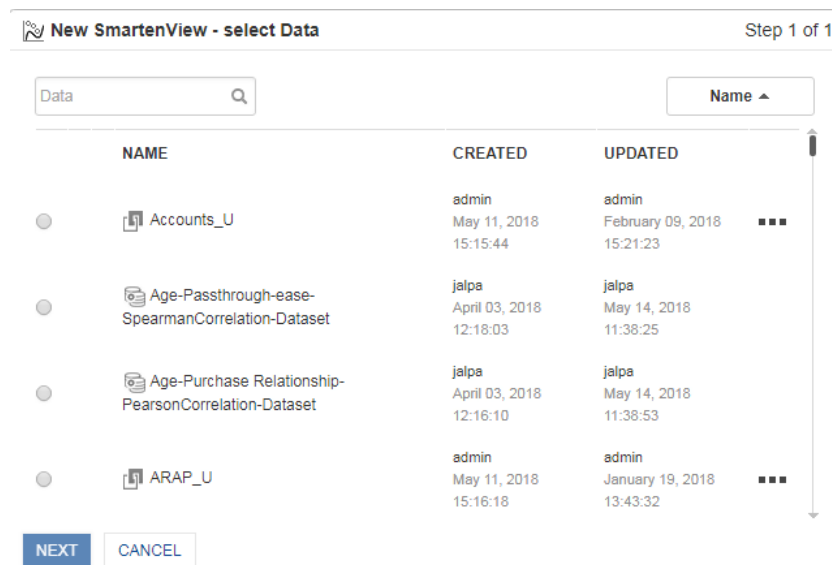 New SmartenView - select Data
Step 1 of 1
Data
Name
NAME CREATED UPDATED
Accounts_U
admin
May 11, 2018
15:15:44
admin
February 09, 2018
15:21:23
Age-Passthrough-ease-
SpearmanCorrelation-Dataset
jalpa
April 03, 2018
12:18:03
jalpa
May 14, 2018
11:38:25
Age-Purchase Relationship-
PearsonCorrelation-Dataset
jalpa
April 03, 2018
12:16:10
jalpa
May 14, 2018
11:38:53
ARAP_U
admin
May 11, 2018
15:16:18
admin
January 19, 2018
13:43:32
NEXT CANCEL